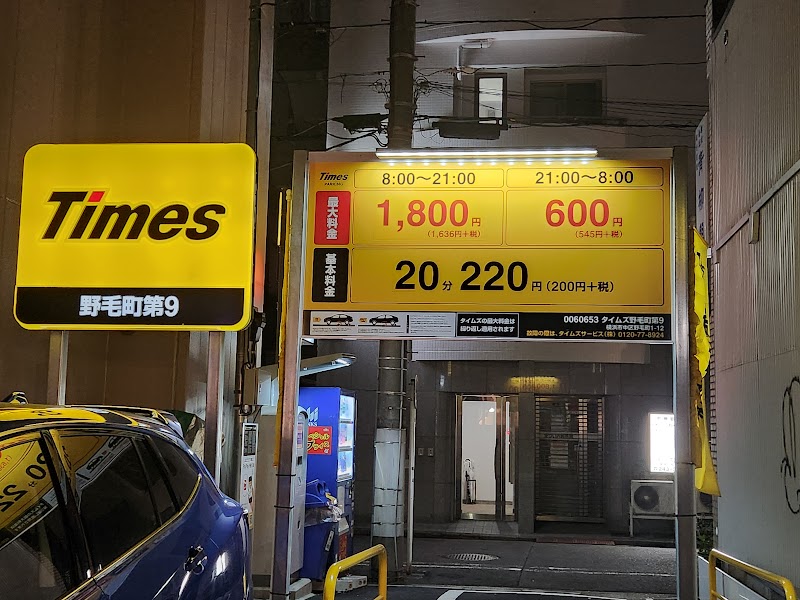 Times
野毛町第9
Times
PARKING
8:00〜21:00
21:00〜8:00
最大料金
1,800円
(1,636円+税)
600円
(545円+税)
基本料金
20分 220円(200円+税)
タイムズの最大料金は
繰り返し適用されます
0060653 タイムズ野毛町第9
横浜市中区野毛町1-12
故障の際は、タイムズサービス(株) 0120-77-8924